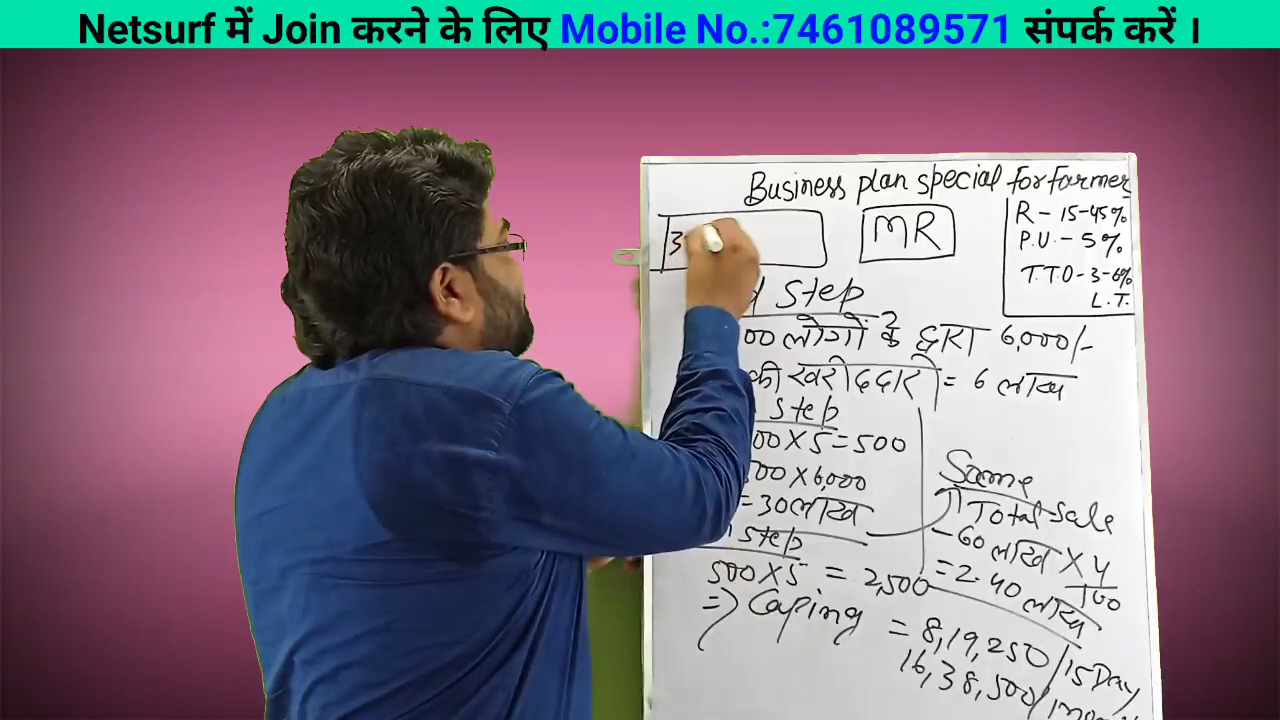 Netsurf में Join करने के लिए Mobile No.:7461089571 संपर्क करें ।
Business plan special for farmer
3
MR
R - 15-45%
P.U. - 5%
T.T.O - 3-6%
L.T.
Step
00 लोगों के द्वारा 6,000/-
की खरीददारी = 6 लाख
Step
00 X 5 = 500
00 X 6,000
= 30 लाख
Step
500 X 5 = 2,500
Same
Total sale
- 60 लाख X 4
100
= 2.40 लाख
=> Caping = 8,19,250/15 Day
16,38,500/